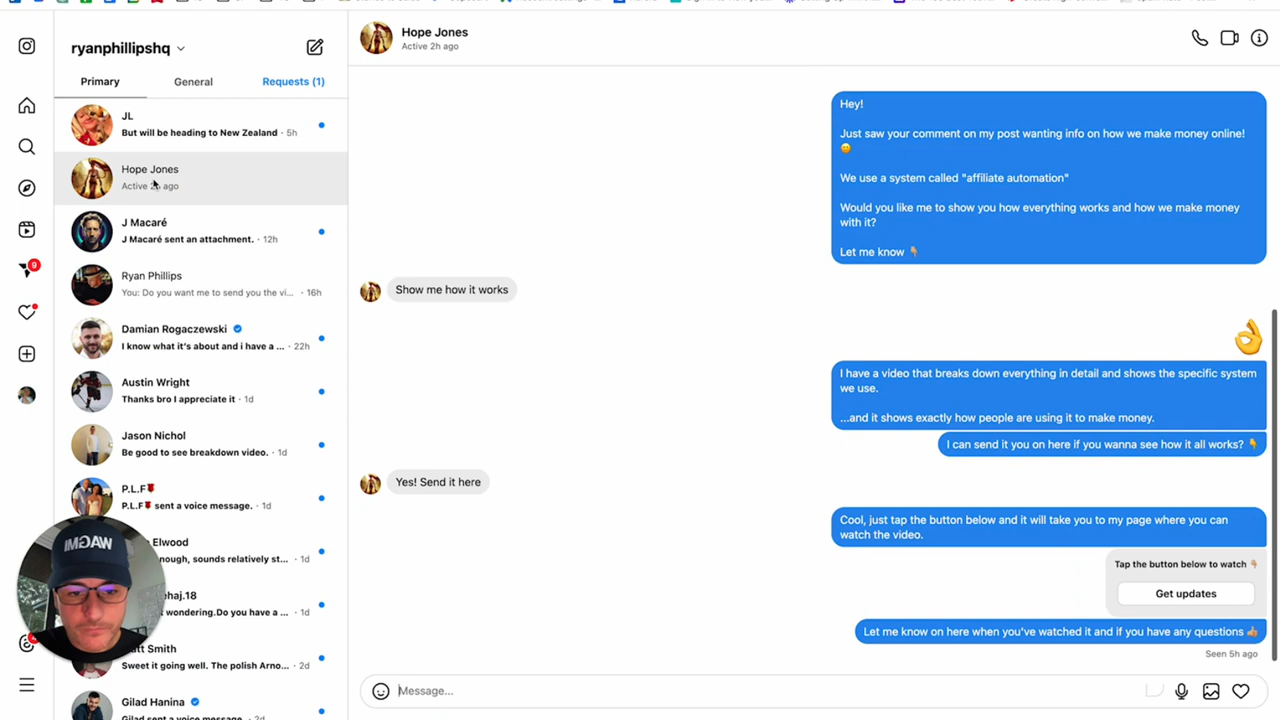 ryanphillipshq
Primary
General
Requests (1)
JL
But will be heading to New Zealand · 5h
Hope Jones
Active 2h ago
J Macaré
J Macaré sent an attachment. · 12h
Ryan Phillips
You: Do you want me to send you the vi... · 16h
Damian Rogaczewski
I know what it's about and i have a ... · 22h
Austin Wright
Thanks bro I appreciate it · 1d
Jason Nichol
Be good to see breakdown video. · 1d
P.L.F
P.L.F sent a voice message. · 1d
Elwood
nough, sounds relatively st... · 1d
ehaj.18
wondering.Do you have a ... · 1d
Smith
Sweet it going well. The polish Arno... · 2d
Gilad Hanina
Gilad sent a voice message. · 2d
9
WAGMI
Hope Jones
Active 2h ago
Hey!
Just saw your comment on my post wanting info on how we make money online!
😀
We use a system called "affiliate automation"
Would you like me to show you how everything works and how we make money
with it?
Let me know 👇🏼
Show me how it works
👌
I have a video that breaks down everything in detail and shows the specific system
we use.
...and it shows exactly how people are using it to make money.
I can send it you on here if you wanna see how it all works? 👇
Yes! Send it here
Cool, just tap the button below and it will take you to my page where you can
watch the video.
Tap the button below to watch 👇🏼
Get updates
Let me know on here when you've watched it and if you have any questions 👍🏼
Seen 5h ago
Message...